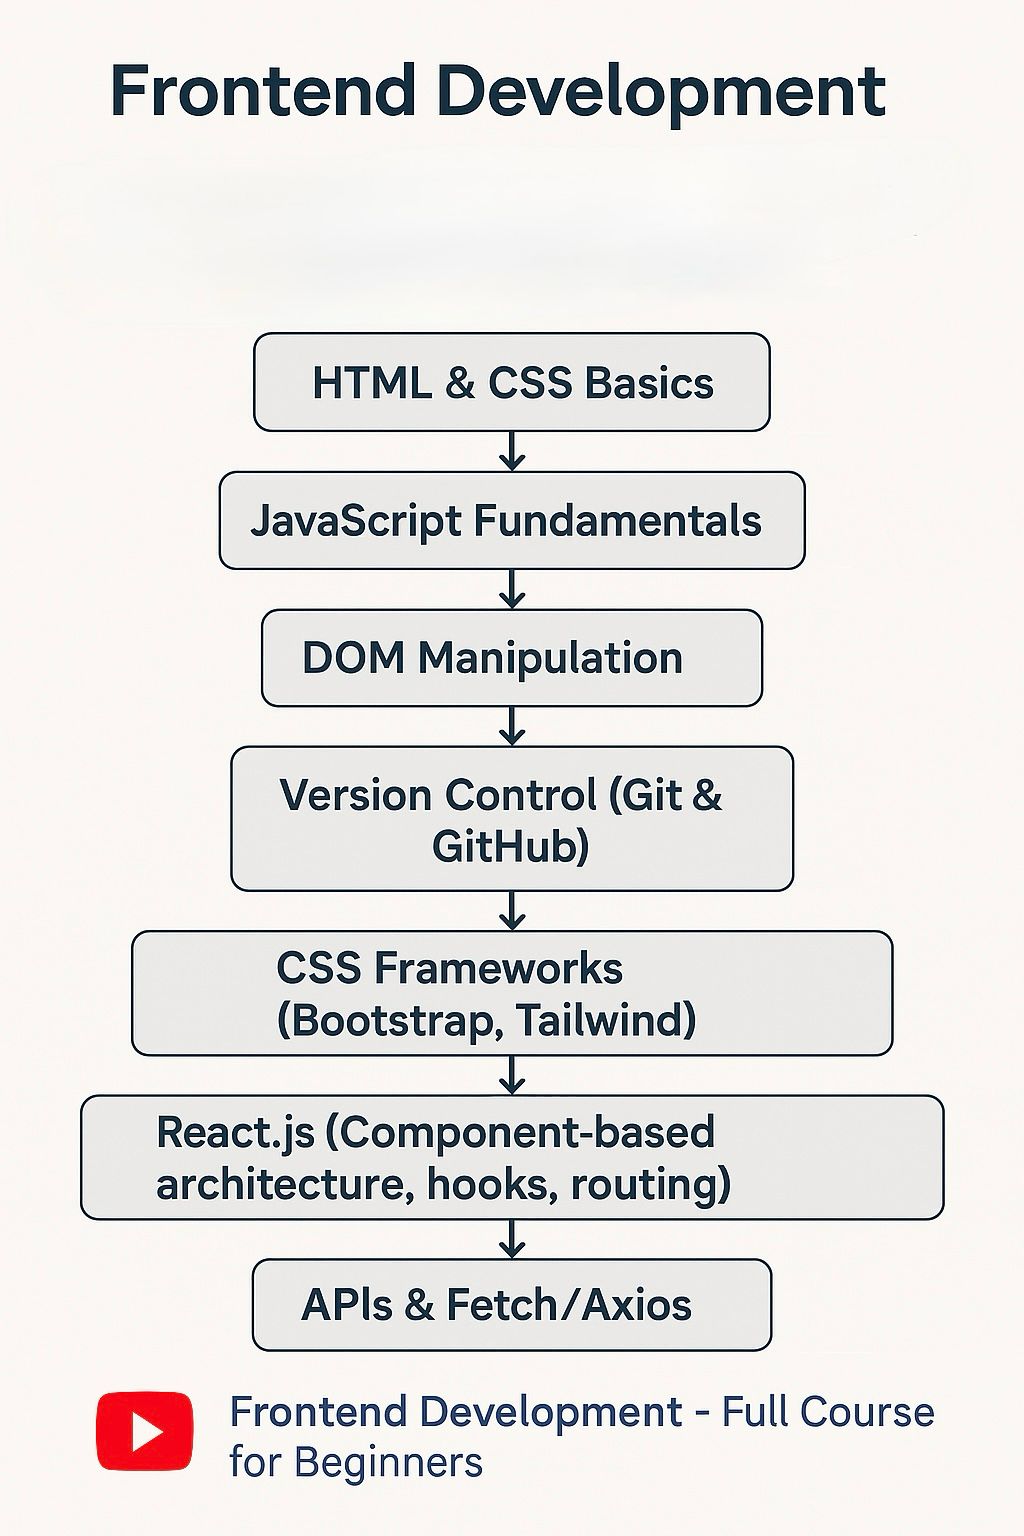 Frontend Development
HTML & CSS Basics
JavaScript Fundamentals
DOM Manipulation
Version Control (Git &
GitHub)
CSS Frameworks
(Bootstrap, Tailwind)
React.js (Component-based
architecture, hooks, routing)
APIs & Fetch/Axios
Frontend Development - Full Course
for Beginners